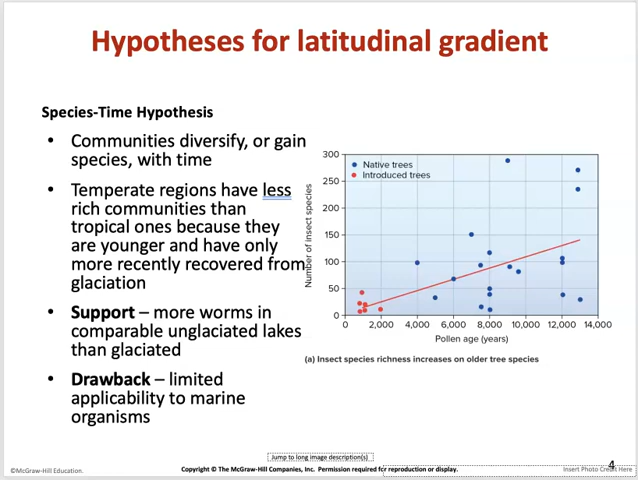 Hypotheses for latitudinal gradient
Species-Time Hypothesis
• Communities diversify, or gain
species, with time
• Temperate regions have less
rich communities than
tropical ones because they
are younger and have only
more recently recovered from
glaciation
• Support – more worms in
comparable unglaciated lakes
than glaciated
• Drawback – limited
applicability to marine
organisms
Number of insect species
300
250
200
150
100
50
0
Native trees
Introduced trees
0 2,000 4,000 6,000 8,000 10,000 12,000 14,000
Pollen age (years)
(a) Insect species richness increases on older tree species
Jump to long image description(s)
©McGraw-Hill Education.
Copyright © The McGraw-Hill Companies, Inc. Permission required for reproduction or display.
Insert Photo Credit Here
4